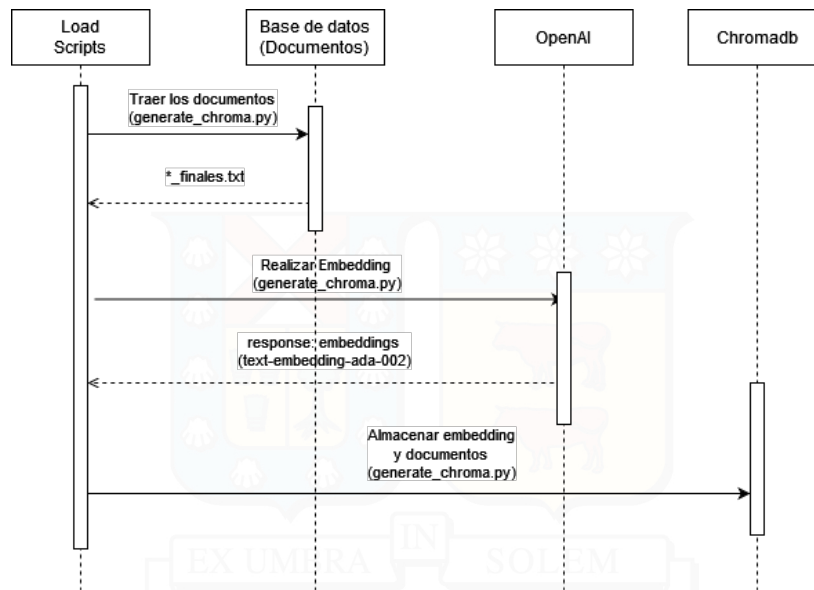 Load
Scripts
Base de datos
(Documentos)
OpenAI
Chromadb
Traer los documentos
(generate_chroma.py)
*_finales.txt
Realizar Embedding
(generate_chroma.py)
response: embeddings
(text-embedding-ada-002)
Almacenar embedding
y documentos
(generate_chroma.py)
EX UMBRA IN SOLEM